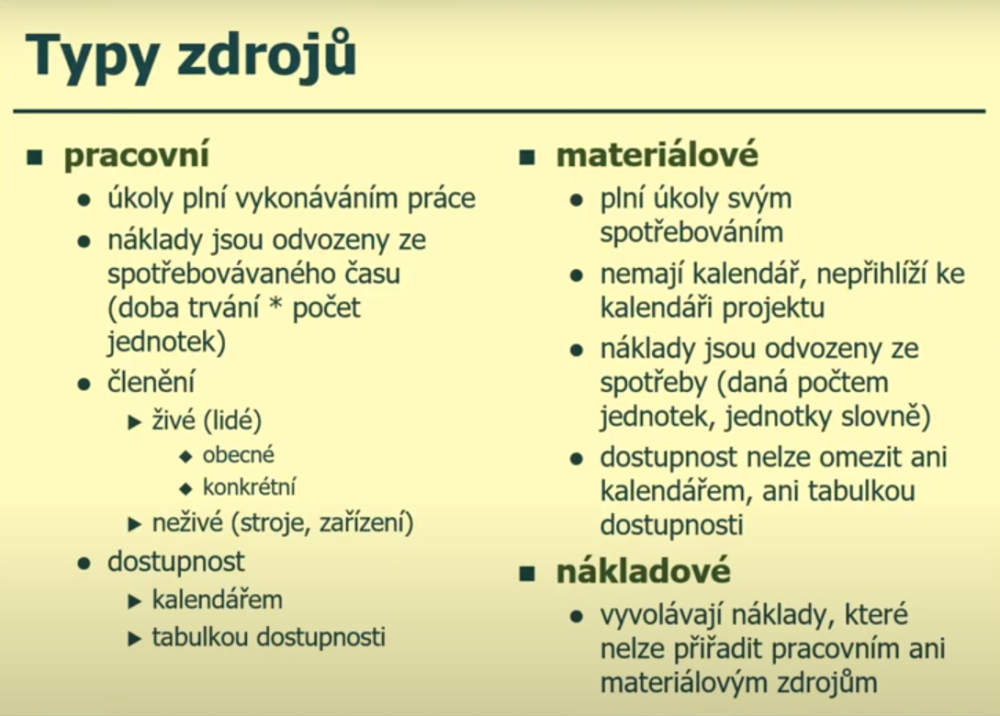 Typy zdrojů
pracovní
úkoly plní vykonáváním práce
náklady jsou odvozeny ze
spotřebovávaného času
(doba trvání * počet
jednotek)
členění
živé (lidé)
obecné
konkrétní
neživé (stroje, zařízení)
dostupnost
kalendářem
tabulkou dostupnosti
materiálové
plní úkoly svým
spotřebováním
nemají kalendář, nepřihlíží ke
kalendáři projektu
náklady jsou odvozeny ze
spotřeby (daná počtem
jednotek, jednotky slovně)
dostupnost nelze omezit ani
kalendářem, ani tabulkou
dostupnosti
nákladové
vyvolávají náklady, které
nelze přiřadit pracovním ani
materiálovým zdrojům